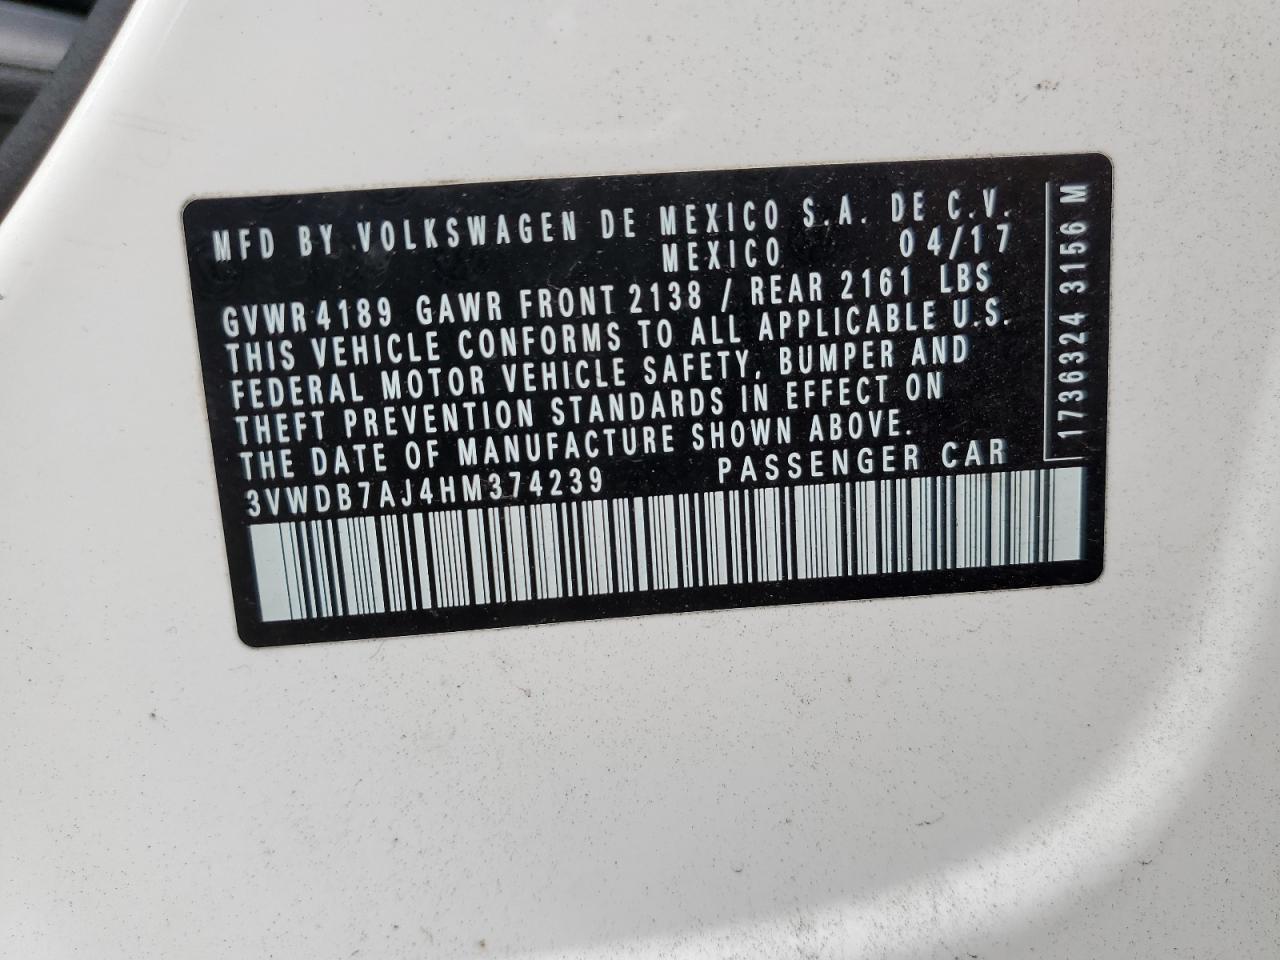 MFD BY VOLKSWAGEN DE MEXICO S.A. DE C.V.
MEXICO 04/17
GVWR 4189 GAWR FRONT 2138 / REAR 2161 LBS
THIS VEHICLE CONFORMS TO ALL APPLICABLE U.S.
FEDERAL MOTOR VEHICLE SAFETY, BUMPER AND
THEFT PREVENTION STANDARDS IN EFFECT ON
THE DATE OF MANUFACTURE SHOWN ABOVE.
3VWDB7AJ4HM374239 PASSENGER CAR
1736324 3156 M